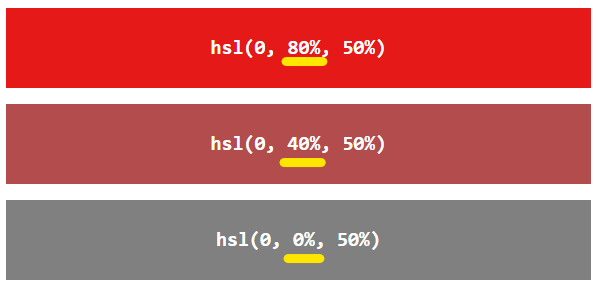 hsl(0, 80%, 50%)
hsl(0, 40%, 50%)
hsl(0, 0%, 50%)